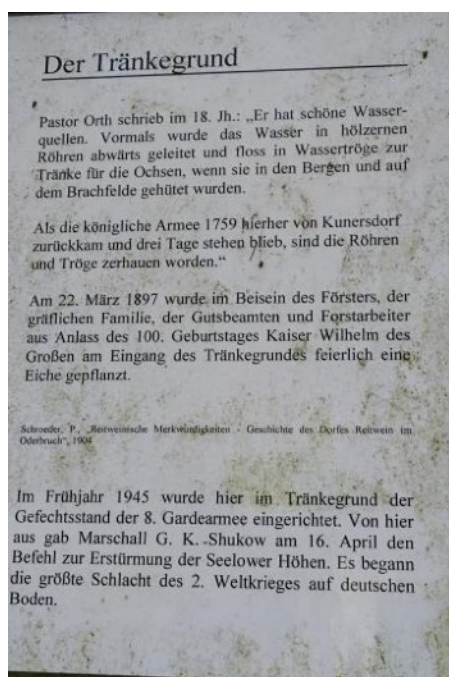 Der Tränkegrund
Pastor Orth schrieb im 18. Jh.: „Er hat schöne Wasser-
quellen. Vormals wurde das Wasser in hölzernen
Röhren abwärts geleitet und floss in Wassertröge zur
Tränke für die Ochsen, wenn sie in den Bergen und auf
dem Brachfelde gehütet wurden.
Als die königliche Armee 1759 hierher von Kunersdorf
zurückkam und drei Tage stehen blieb, sind die Röhren
und Tröge zerhauen worden.“
Am 22. März 1897 wurde im Beisein des Försters, der
gräflichen Familie, der Gutsbeamten und Forstarbeiter
aus Anlass des 100. Geburtstages Kaiser Wilhelm des
Großen am Eingang des Tränkegrundes feierlich eine
Eiche gepflanzt.
Schroeder, P., „Reitweinische Merkwürdigkeiten - Geschichte des Dorfes Reitwein im
Oderbruch“, 1904
Im Frühjahr 1945 wurde hier im Tränkegrund der
Gefechtsstand der 8. Gardearmee eingerichtet. Von hier
aus gab Marschall G. K. Shukow am 16. April den
Befehl zur Erstürmung der Seelower Höhen. Es begann
die größte Schlacht des 2. Weltkrieges auf deutschen
Boden.